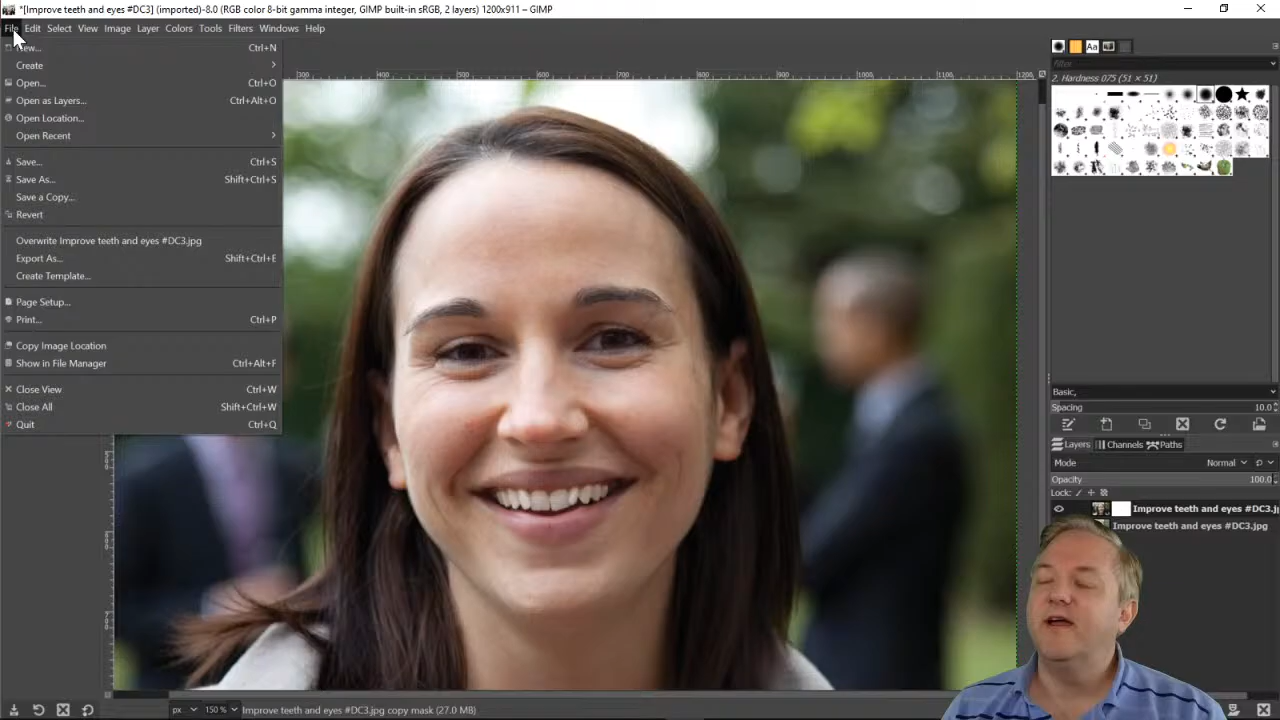 *[Improve teeth and eyes #DC3] (imported)-8.0 (RGB color 8-bit gamma integer, GIMP built-in sRGB, 2 layers) 1200x911 – GIMP
File Edit Select View Image Layer Colors Tools Filters Windows Help
New... Ctrl+N
Create
Open... Ctrl+O
Open as Layers... Ctrl+Alt+O
Open Location...
Open Recent
Save... Ctrl+S
Save As... Shift+Ctrl+S
Save a Copy...
Revert
Overwrite Improve teeth and eyes #DC3.jpg
Export As... Shift+Ctrl+E
Create Template...
Page Setup...
Print... Ctrl+P
Copy Image Location
Show in File Manager Ctrl+Alt+F
Close View Ctrl+W
Close All Shift+Ctrl+W
Quit Ctrl+Q
300 400 500 600 700 800 900 1000 1100 1200
Aa
filter
2. Hardness 075 (51 × 51)
Basic,
Spacing 10.0
Layers Channels Paths
Mode Normal
Opacity 100.0
Lock:
Improve teeth and eyes #DC3.j
Improve teeth and eyes #DC3.jpg
px 150 % Improve teeth and eyes #DC3.jpg copy mask (27.0 MB)